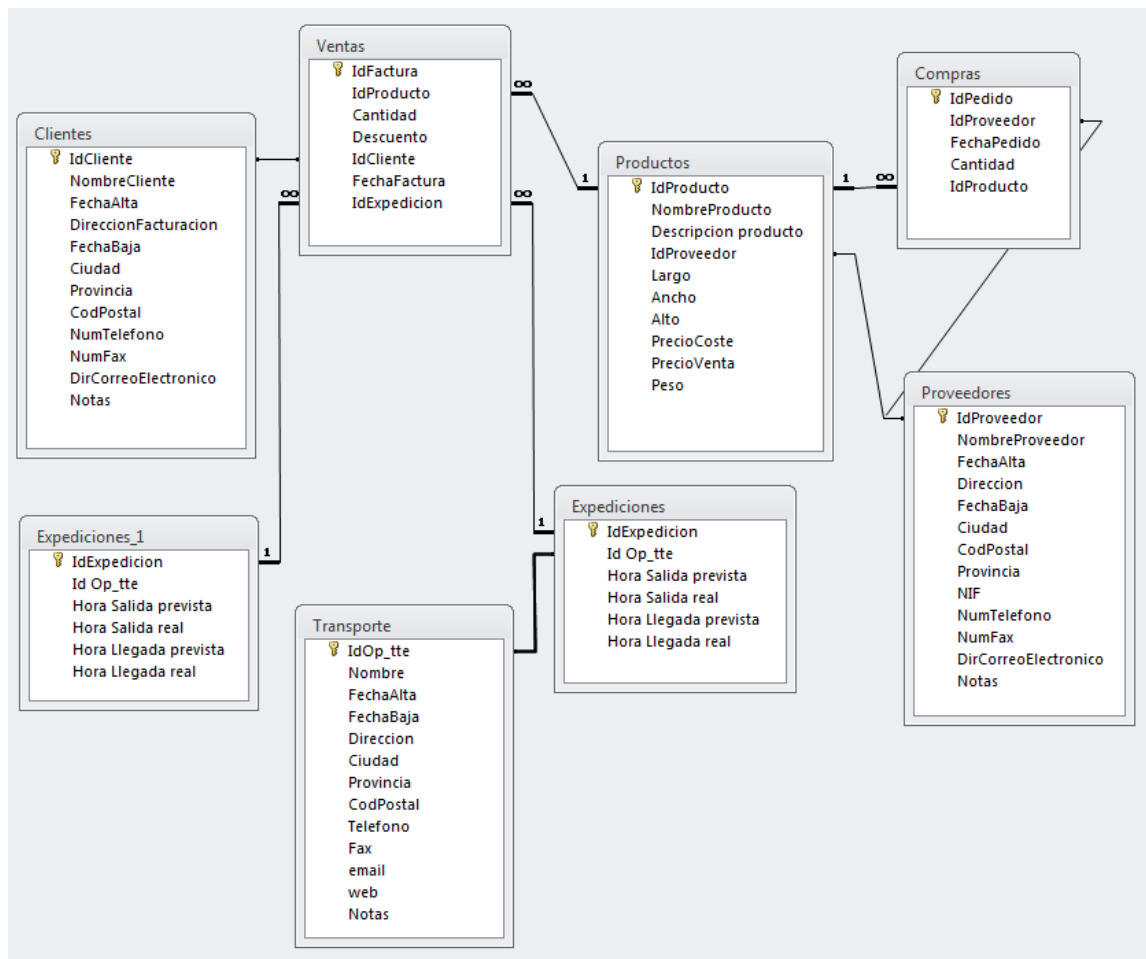 Ventas
IdFactura
IdProducto
Cantidad
Descuento
IdCliente
FechaFactura
IdExpedicion
Clientes
IdCliente
NombreCliente
FechaAlta
DireccionFacturacion
FechaBaja
Ciudad
Provincia
CodPostal
NumTelefono
NumFax
DirCorreoElectronico
Notas
Productos
IdProducto
NombreProducto
Descripcion producto
IdProveedor
Largo
Ancho
Alto
PrecioCoste
PrecioVenta
Peso
Compras
IdPedido
IdProveedor
FechaPedido
Cantidad
IdProducto
Proveedores
IdProveedor
NombreProveedor
FechaAlta
Direccion
FechaBaja
Ciudad
CodPostal
Provincia
NIF
NumTelefono
NumFax
DirCorreoElectronico
Notas
Expediciones_1
IdExpedicion
Id Op_tte
Hora Salida prevista
Hora Salida real
Hora Llegada prevista
Hora Llegada real
Expediciones
IdExpedicion
Id Op_tte
Hora Salida prevista
Hora Salida real
Hora Llegada prevista
Hora Llegada real
Transporte
IdOp_tte
Nombre
FechaAlta
FechaBaja
Direccion
Ciudad
Provincia
CodPostal
Telefono
Fax
email
web
Notas
∞
1
1
∞
∞
1
∞
1